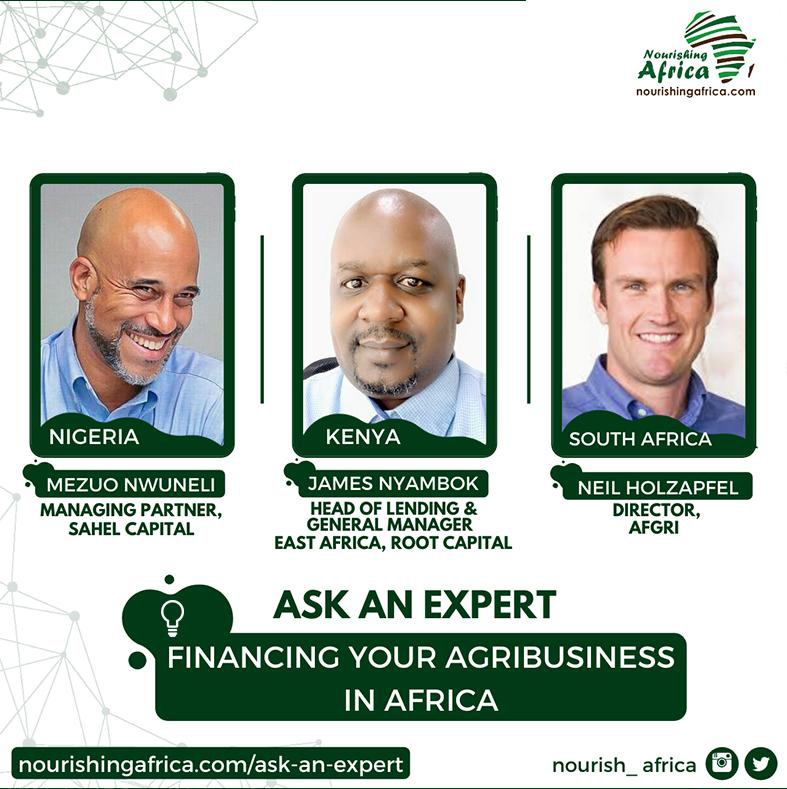 Nourishing
Africa
nourishingafrica.com
NIGERIA
MEZUO NWUNELI
MANAGING PARTNER,
SAHEL CAPITAL
KENYA
JAMES NYAMBOK
HEAD OF LENDING &
GENERAL MANAGER
EAST AFRICA, ROOT CAPITAL
SOUTH AFRICA
NEIL HOLZAPFEL
DIRECTOR,
AFGRI
ASK AN EXPERT
FINANCING YOUR AGRIBUSINESS
IN AFRICA
nourishingafrica.com/ask-an-expert
nourish_ africa